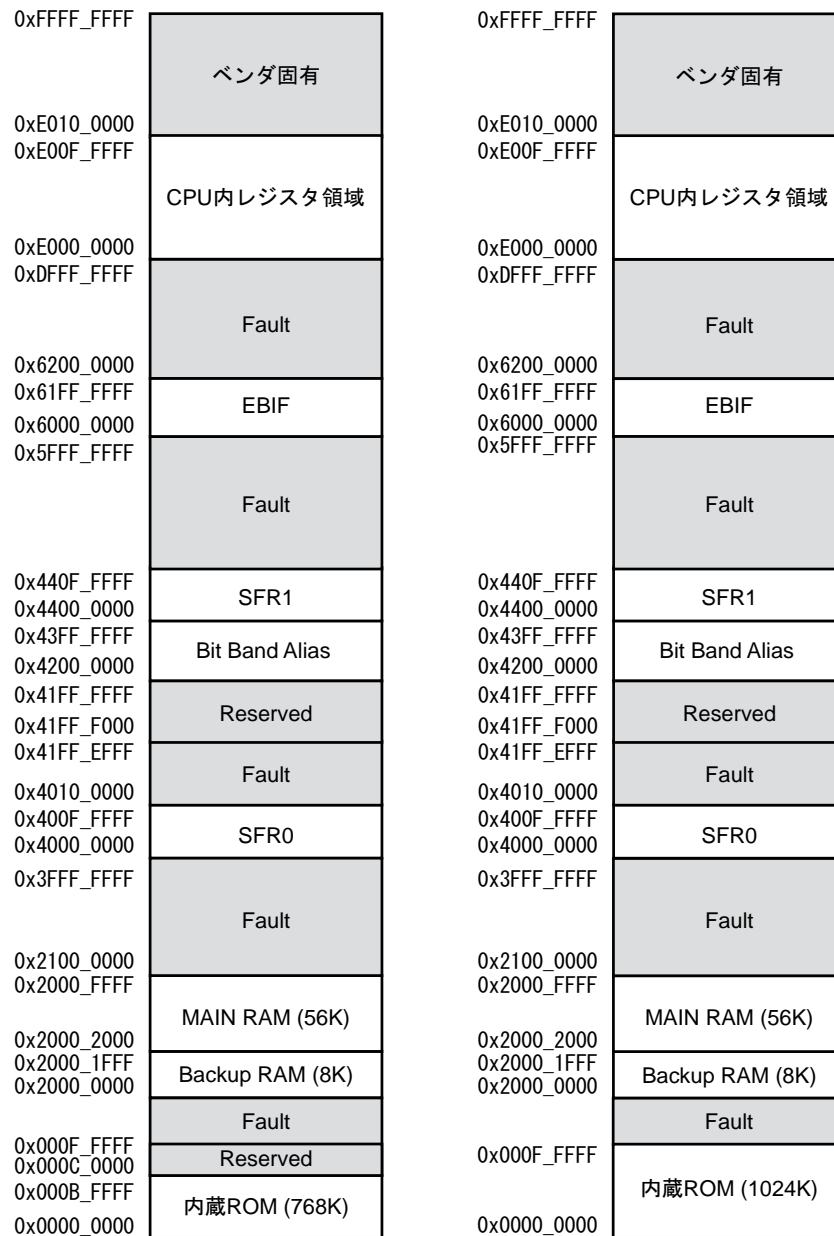 0xFFFF_FFFF
ベンダ固有
0xE010_0000
0xE00F_FFFF
CPU内レジスタ領域
0xE000_0000
0xDFFF_FFFF
Fault
0x6200_0000
0x61FF_FFFF
EBIF
0x6000_0000
0x5FFF_FFFF
Fault
0x440F_FFFF
SFR1
0x4400_0000
0x43FF_FFFF
Bit Band Alias
0x4200_0000
0x41FF_FFFF
Reserved
0x41FF_F000
0x41FF_EFFF
Fault
0x4010_0000
0x400F_FFFF
SFR0
0x4000_0000
0x3FFF_FFFF
Fault
0x2100_0000
0x2000_FFFF
MAIN RAM (56K)
0x2000_2000
0x2000_1FFF
Backup RAM (8K)
0x2000_0000
Fault
0x000F_FFFF
Reserved
0x000C_0000
0x000B_FFFF
内蔵ROM (768K)
0x0000_0000
0xFFFF_FFFF
ベンダ固有
0xE010_0000
0xE00F_FFFF
CPU内レジスタ領域
0xE000_0000
0xDFFF_FFFF
Fault
0x6200_0000
0x61FF_FFFF
EBIF
0x6000_0000
0x5FFF_FFFF
Fault
0x440F_FFFF
SFR1
0x4400_0000
0x43FF_FFFF
Bit Band Alias
0x4200_0000
0x41FF_FFFF
Reserved
0x41FF_F000
0x41FF_EFFF
Fault
0x4010_0000
0x400F_FFFF
SFR0
0x4000_0000
0x3FFF_FFFF
Fault
0x2100_0000
0x2000_FFFF
MAIN RAM (56K)
0x2000_2000
0x2000_1FFF
Backup RAM (8K)
0x2000_0000
Fault
0x000F_FFFF
内蔵ROM (1024K)
0x0000_0000